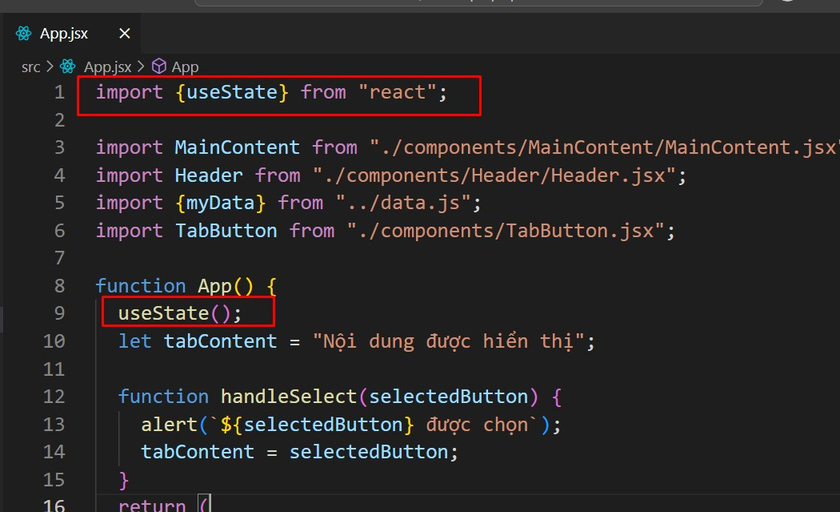 App.jsx
src > App.jsx > App
1 import {useState} from "react";
2
3 import MainContent from "./components/MainContent/MainContent.jsx"
4 import Header from "./components/Header/Header.jsx";
5 import {myData} from "../data.js";
6 import TabButton from "./components/TabButton.jsx";
7
8 function App() {
9 useState();
10 let tabContent = "Nội dung được hiển thị";
11
12 function handleSelect(selectedButton) {
13 alert(`${selectedButton} được chọn`);
14 tabContent = selectedButton;
15 }
16 return (